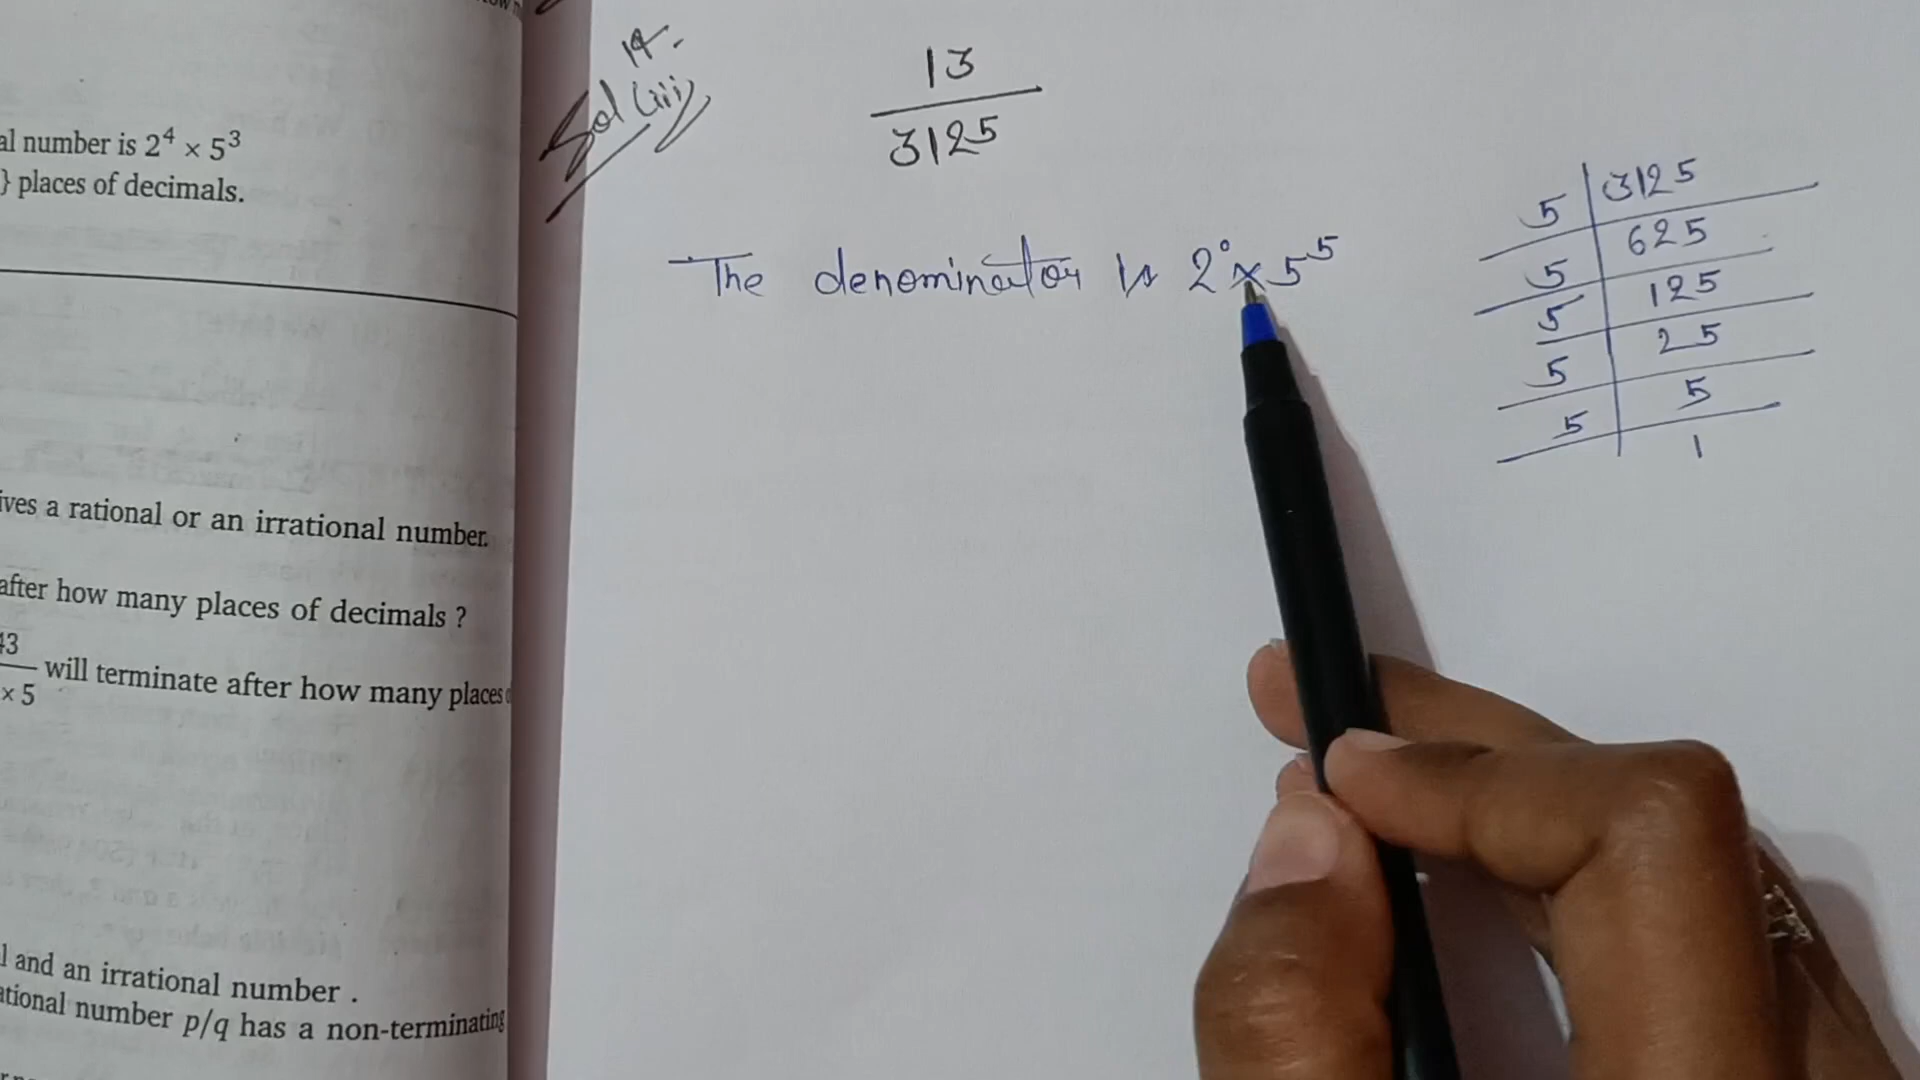 al number is 2⁴ × 5³
} places of decimals.
ives a rational or an irrational number.
after how many places of decimals ?
43
× 5 will terminate after how many places
l and an irrational number .
ational number p/q has a non-terminating
14.
Sol (iii)
13
3125
The denominator is 2⁰ × 5⁵
5 3125
5 625
5 125
5 25
5 5
1